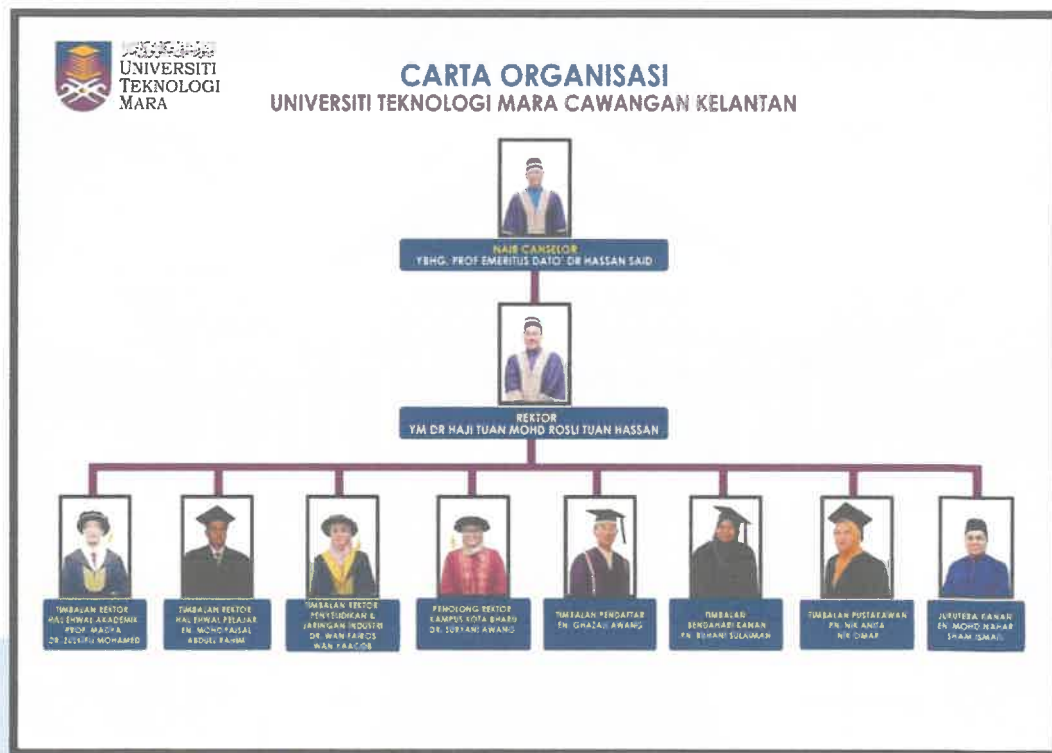 UNIVERSITI
TEKNOLOGI
MARA
CARTA ORGANISASI
UNIVERSITI TEKNOLOGI MARA CAWANGAN KELANTAN
NAIB CANSELOR
YBHG. PROF EMERITUS DATO' DR HASSAN SAID
REKTOR
YM DR HAJI TUAN MOHD ROSLI TUAN HASSAN
TIMBALAN REKTOR
HAL EHWAL AKADEMIK
PROF. MADYA
DR. MOHAMED
TIMBALAN REKTOR
HAL EHWAL PELAJAR
EN. MOHD FAISAL
ABDUL RAHIM
TIMBALAN REKTOR
PENYELIDIKAN &
JARINGAN INDUSTRI
DR. WAN FAIROS
WAN YAACOB
PENOLONG REKTOR
KAMPUS KOTA BHARU
DR. SURYANI AWANG
TIMBALAN PENDAFTAR
EN. GHAZALI AWANG
TIMBALAN
BENDAHARI KANAN
PN. SULAIMAN
TIMBALAN PUSTAKAWAN
PN. NIK ANITA
NIK OMAR
JURUTERA KANAN
EN. MOHD NAHAR
SHAM ISMAIL